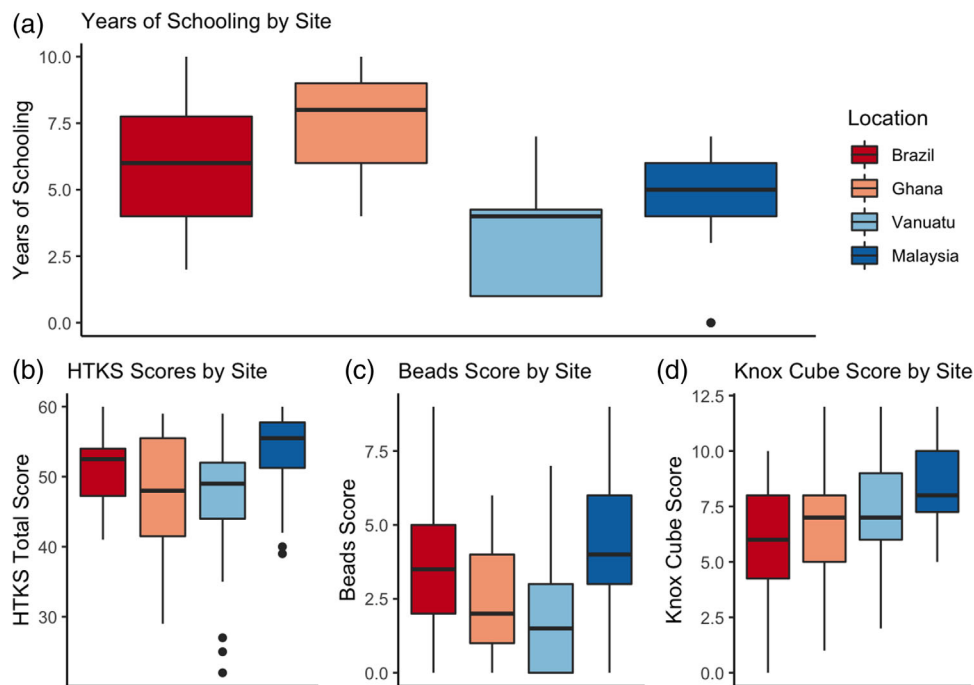 (a) Years of Schooling by Site
Years of Schooling
10.0
7.5
5.0
2.5
0.0
Location
Brazil
Ghana
Vanuatu
Malaysia
(b) HTKS Scores by Site
HTKS Total Score
60
50
40
30
(c) Beads Score by Site
Beads Score
7.5
5.0
2.5
0.0
(d) Knox Cube Score by Site
Knox Cube Score
12.5
10.0
7.5
5.0
2.5
0.0